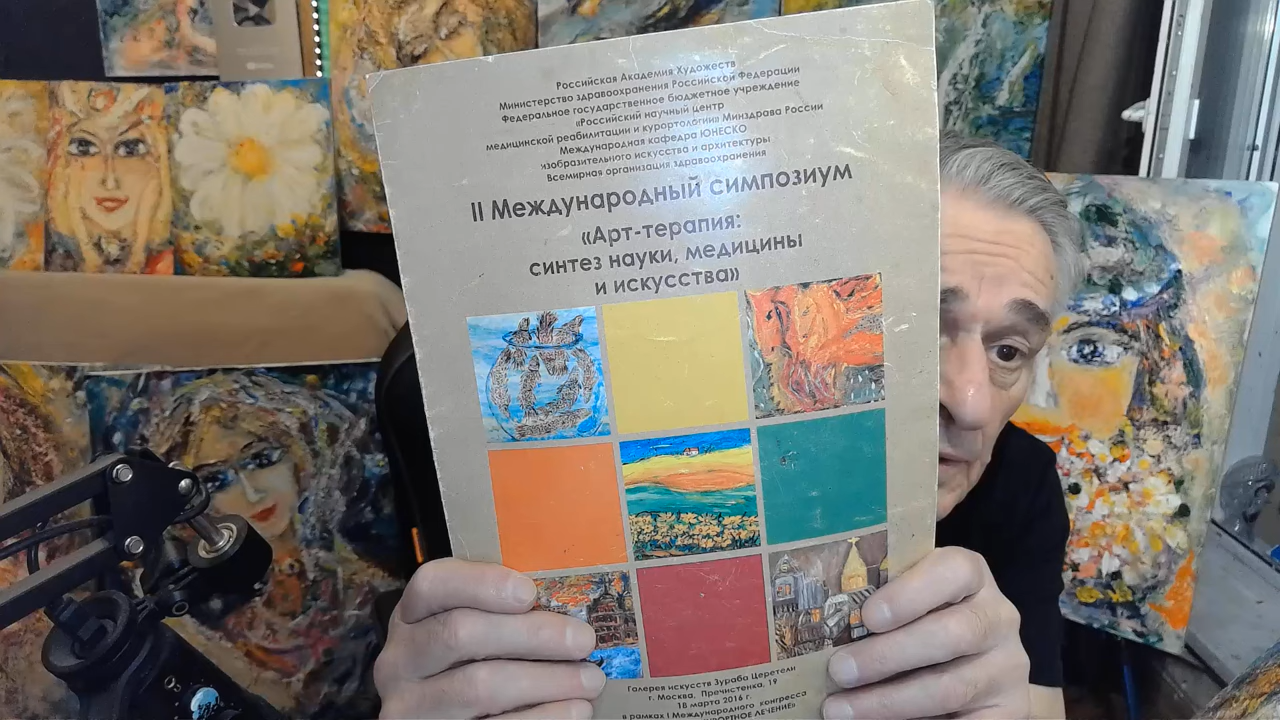 Российская Академия Художеств
Министерство здравоохранения Российской Федерации
Федеральное государственное бюджетное учреждение
«Российский научный центр
медицинской реабилитации и курортологии» Минздрава России
Международная кафедра ЮНЕСКО
изобразительного искусства и архитектуры
Всемирная организация здравоохранения
II Международный симпозиум
«Арт-терапия:
синтез науки, медицины
и искусства»
Галерея искусств Зураба Церетели
г. Москва, Пречистенка, 19
18 марта 2016 г.
в рамках I Международного конгресса
ЛЕЧЕНИЕ»